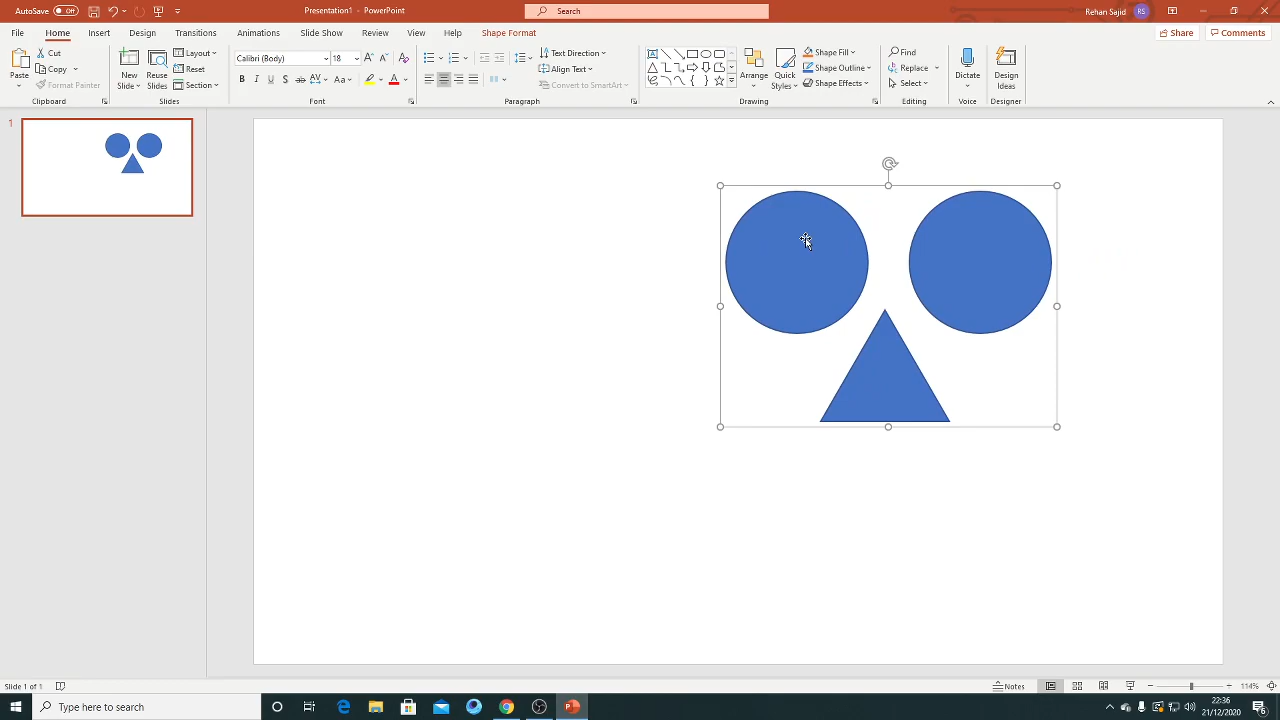 AutoSave Off Presentation1 - PowerPoint Search Rehan Sajid RS
File Home Insert Design Transitions Animations Slide Show Review View Help Shape Format Share Comments
Paste Cut Copy Format Painter Clipboard
New Slide Reuse Slides Layout Reset Section Slides
Calibri (Body) 18 A A A B I U S ab AV Aa A Font
Text Direction Align Text Convert to SmartArt Paragraph
A Arrange Quick Styles Shape Fill Shape Outline Shape Effects Drawing
Find Replace Select Editing
Dictate Voice
Design Ideas Designer
1
Slide 1 of 1 Notes 114%
Type here to search 22:36
21/12/2020